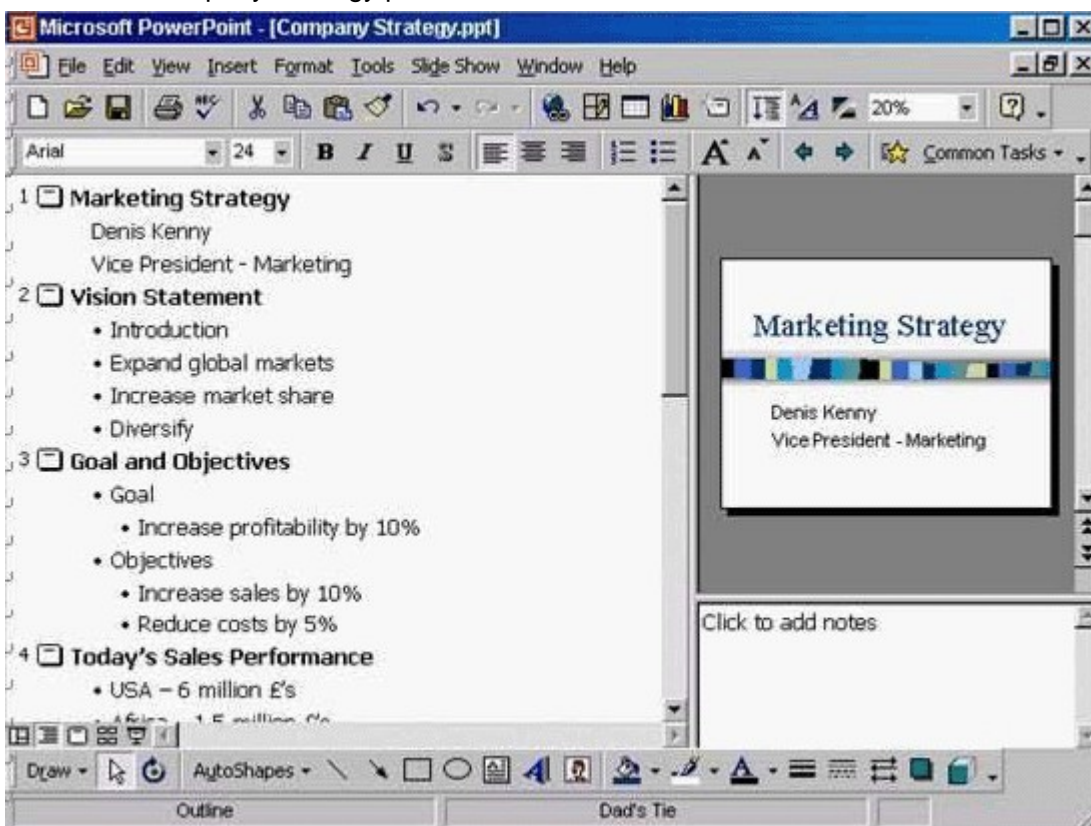 Microsoft PowerPoint - [Company Strategy.ppt]
File Edit View Insert Format Tools Slide Show Window Help
20%
Arial 24 B I U S Common Tasks
1 Marketing Strategy
Denis Kenny
Vice President - Marketing
2 Vision Statement
• Introduction
• Expand global markets
• Increase market share
• Diversify
3 Goal and Objectives
• Goal
• Increase profitability by 10%
• Objectives
• Increase sales by 10%
• Reduce costs by 5%
4 Today's Sales Performance
• USA – 6 million £'s
Marketing Strategy
Denis Kenny
Vice President - Marketing
Click to add notes
Draw AutoShapes
Outline Dad's Tie